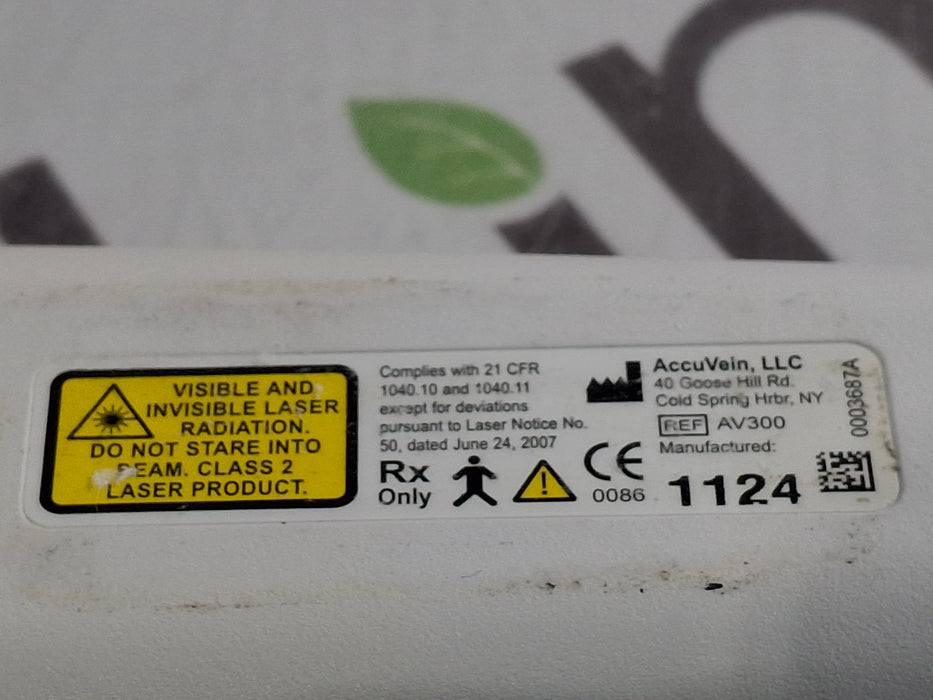 in
VISIBLE AND
INVISIBLE LASER
RADIATION.
DO NOT STARE INTO
BEAM. CLASS 2
LASER PRODUCT.
Complies with 21 CFR
1040.10 and 1040.11
except for deviations
pursuant to Laser Notice No.
50, dated June 24, 2007
Rx
Only
CE
0086
AccuVein, LLC
40 Goose Hill Rd.
Cold Spring Hrbr, NY
REF AV300
Manufactured:
1124
0003687A